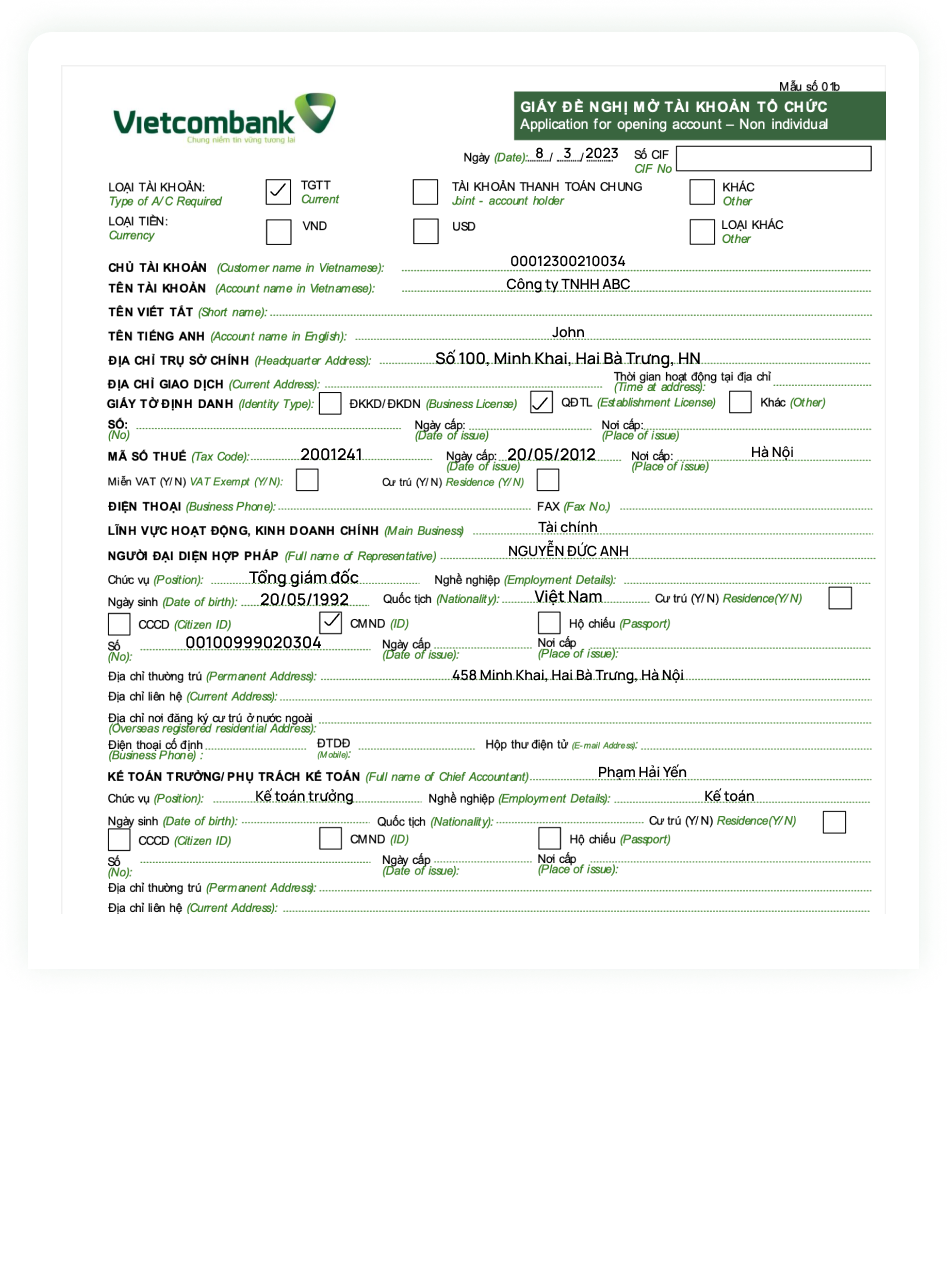 Mẫu số 01b
Vietcombank
Chung niềm tin vững tương lai
GIẤY ĐỀ NGHỊ MỞ TÀI KHOẢN TỔ CHỨC
Application for opening account – Non individual
Ngày (Date): 8 / 3 / 2023 Số CIF
CIF No
LOẠI TÀI KHOẢN: TGTT TÀI KHOẢN THANH TOÁN CHUNG KHÁC
Type of A/C Required Current Joint - account holder Other
LOẠI TIỀN: VND USD LOẠI KHÁC
Currency Other
CHỦ TÀI KHOẢN (Customer name in Vietnamese): 00012300210034
TÊN TÀI KHOẢN (Account name in Vietnamese): Công ty TNHH ABC
TÊN VIẾT TẮT (Short name):
TÊN TIẾNG ANH (Account name in English): John
ĐỊA CHỈ TRỤ SỞ CHÍNH (Headquarter Address): Số 100, Minh Khai, Hai Bà Trưng, HN
ĐỊA CHỈ GIAO DỊCH (Current Address): Thời gian hoạt động tại địa chỉ
(Time at address):
GIẤY TỜ ĐỊNH DANH (Identity Type): ĐKKD/ĐKDN (Business License) QĐTL (Establishment License) Khác (Other)
SỐ: Ngày cấp: Nơi cấp:
(No) (Date of issue) (Place of issue)
MÃ SỐ THUẾ (Tax Code): 2001241 Ngày cấp: 20/05/2012 Nơi cấp: Hà Nội
(Date of issue) (Place of issue)
Miễn VAT (Y/N) VAT Exempt (Y/N): Cư trú (Y/N) Residence (Y/N)
ĐIỆN THOẠI (Business Phone): FAX (Fax No.)
LĨNH VỰC HOẠT ĐỘNG, KINH DOANH CHÍNH (Main Business) Tài chính
NGƯỜI ĐẠI DIỆN HỢP PHÁP (Full name of Representative) NGUYỄN ĐỨC ANH
Chức vụ (Position): Tổng giám đốc Nghề nghiệp (Employment Details):
Ngày sinh (Date of birth): 20/05/1992 Quốc tịch (Nationality): Việt Nam Cư trú (Y/N) Residence(Y/N)
CCCD (Citizen ID) CMND (ID) Hộ chiếu (Passport)
Số 00100999020304 Ngày cấp Nơi cấp
(No): (Date of issue): (Place of issue):
Địa chỉ thường trú (Permanent Address): 458 Minh Khai, Hai Bà Trưng, Hà Nội
Địa chỉ liên hệ (Current Address):
Địa chỉ nơi đăng ký cư trú ở nước ngoài
(Overseas registered residential Address):
Điện thoại cố định ĐTDĐ Hộp thư điện tử (E-mail Address):
(Business Phone) : (Mobile):
KẾ TOÁN TRƯỞNG/PHỤ TRÁCH KẾ TOÁN (Full name of Chief Accountant) Phạm Hải Yến
Chức vụ (Position): Kế toán trưởng Nghề nghiệp (Employment Details): Kế toán
Ngày sinh (Date of birth): Quốc tịch (Nationality): Cư trú (Y/N) Residence(Y/N)
CCCD (Citizen ID) CMND (ID) Hộ chiếu (Passport)
Số Ngày cấp Nơi cấp
(No): (Date of issue): (Place of issue):
Địa chỉ thường trú (Permanent Address):
Địa chỉ liên hệ (Current Address):